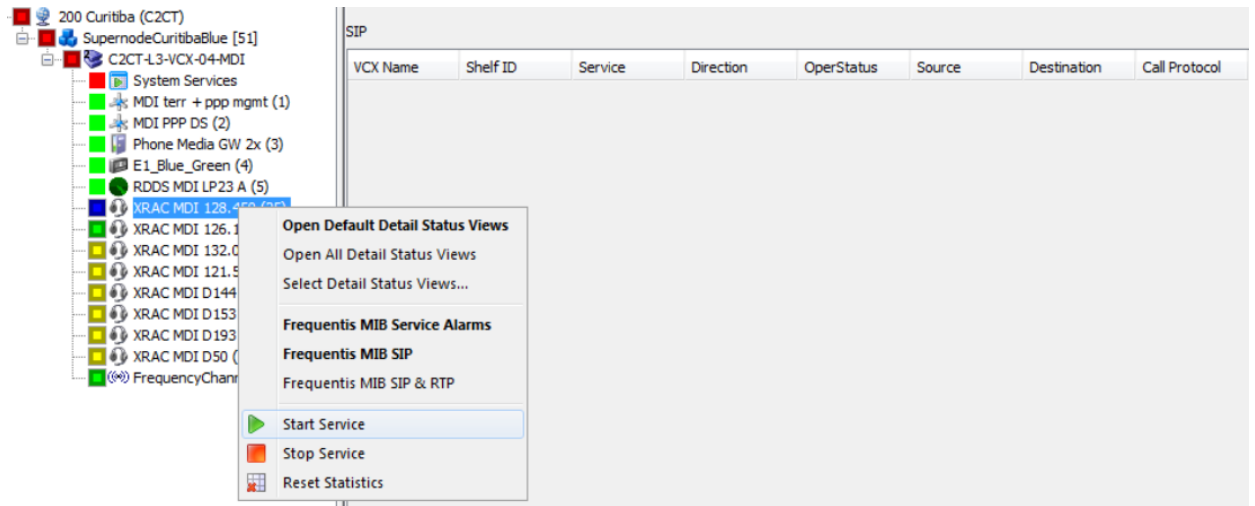 200 Curitiba (C2CT)
SupernodeCuritibaBlue [51]
C2CT-L3-VCX-04-MDI
System Services
MDI terr + ppp mgmt (1)
MDI PPP DS (2)
Phone Media GW 2x (3)
E1_Blue_Green (4)
RDDS MDI LP23 A (5)
XRAC MDI
XRAC MDI 126.1
XRAC MDI 132.0
XRAC MDI 121.5
XRAC MDI D144
XRAC MDI D153
XRAC MDI D193
XRAC MDI D50 (
FrequencyChann
Open Default Detail Status Views
Open All Detail Status Views
Select Detail Status Views...
Frequentis MIB Service Alarms
Frequentis MIB SIP
Frequentis MIB SIP & RTP
Start Service
Stop Service
Reset Statistics
SIP
VCX Name Shelf ID Service Direction OperStatus Source Destination Call Protocol